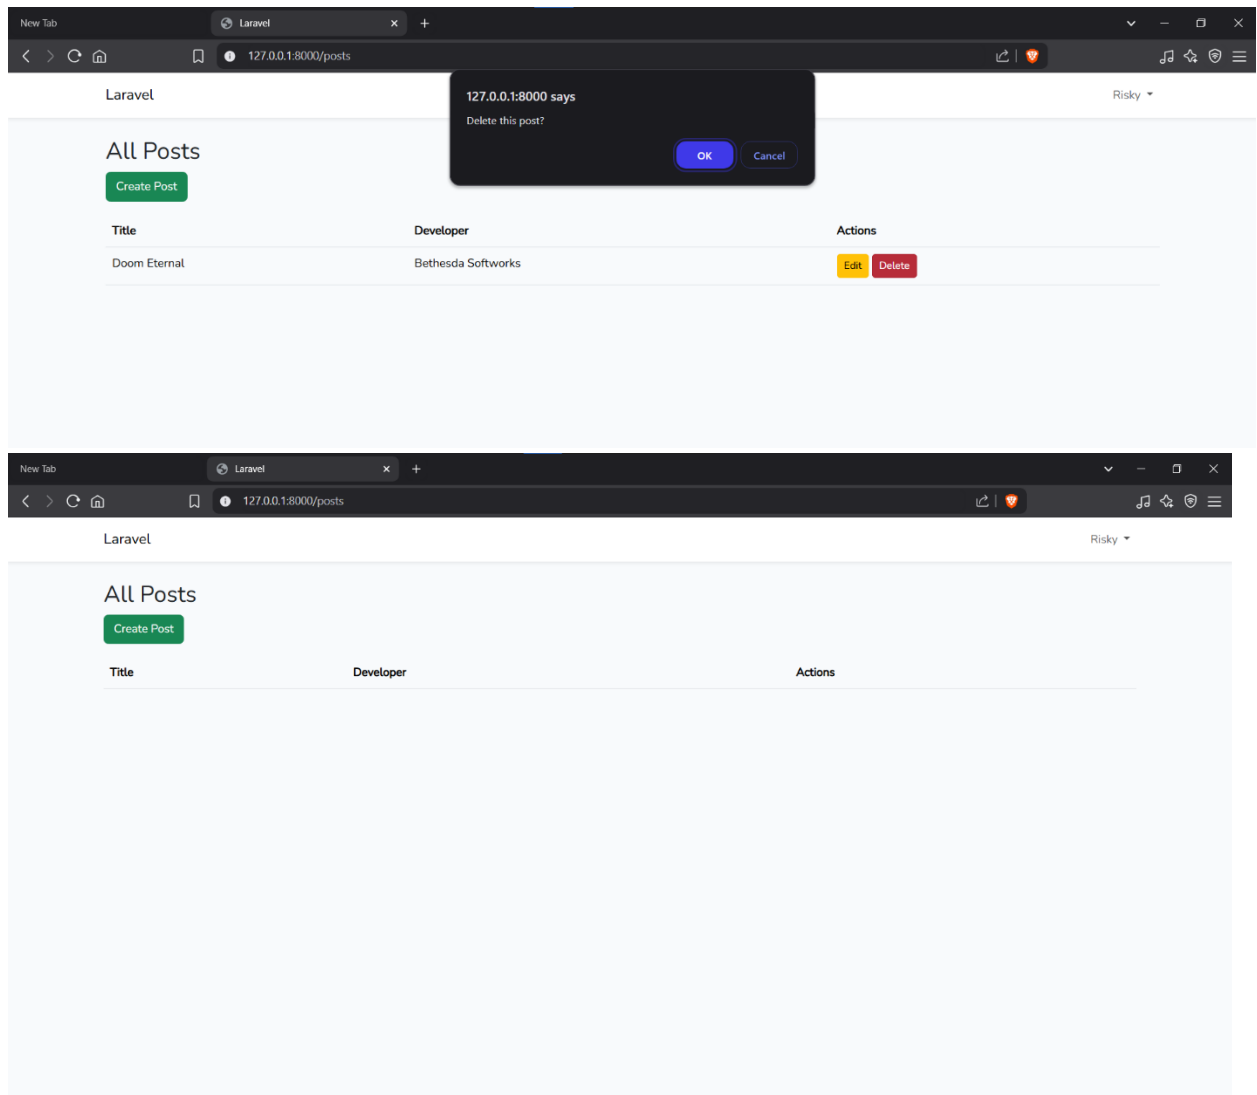 New Tab
Laravel
127.0.0.1:8000/posts
Laravel
127.0.0.1:8000 says
Delete this post?
OK Cancel
Risky
All Posts
Create Post
Title Developer Actions
Doom Eternal Bethesda Softworks Edit Delete
New Tab
Laravel
127.0.0.1:8000/posts
Laravel
Risky
All Posts
Create Post
Title Developer Actions